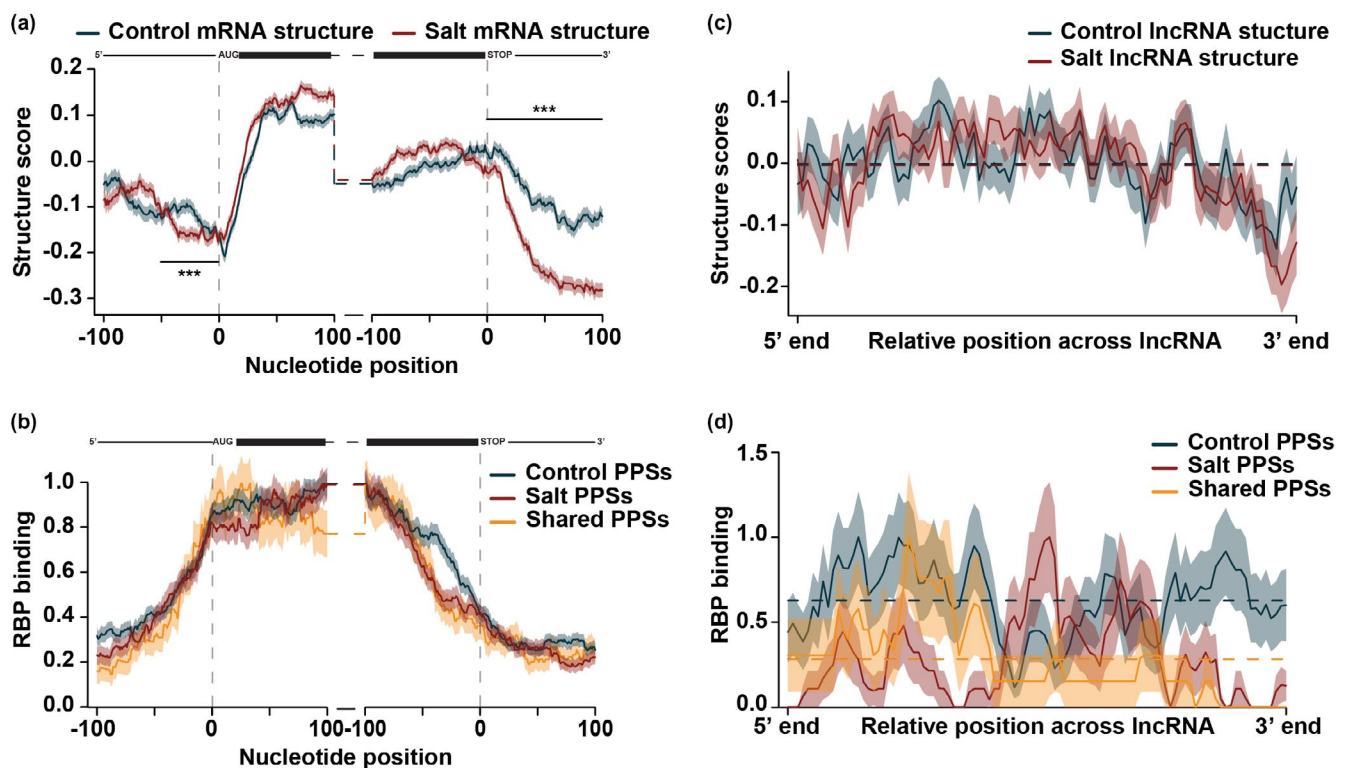 (a)
Control mRNA structure
Salt mRNA structure
5'
AUG
STOP
3'
Structure score
0.2
0.1
0.0
-0.1
-0.2
-0.3
***
***
-100
0
100
-100
0
100
Nucleotide position
(c)
Control lncRNA stucture
Salt lncRNA structure
Structure scores
0.1
0.0
-0.1
-0.2
5' end
Relative position across lncRNA
3' end
(b)
5'
AUG
STOP
3'
Control PPSs
Salt PPSs
Shared PPSs
RBP binding
1.0
0.8
0.6
0.4
0.2
0.0
-100
0
100
-100
0
100
Nucleotide position
(d)
Control PPSs
Salt PPSs
Shared PPSs
RBP binding
1.5
1.0
0.5
0.0
5' end
Relative position across lncRNA
3' end